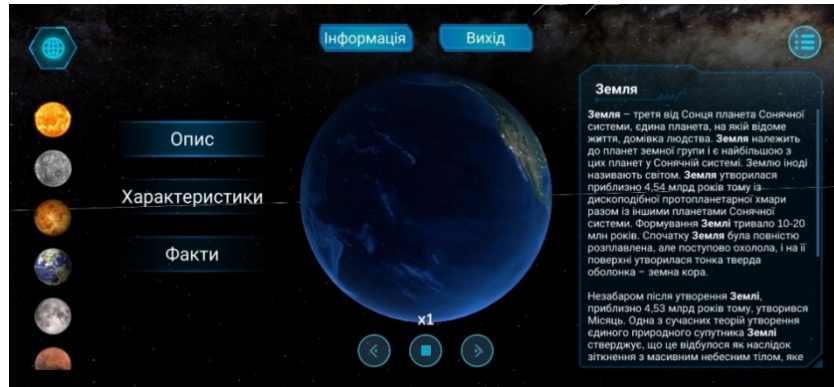 Інформація
Вихід
Опис
Характеристики
Факти
x1
Земля
Земля – третя від Сонця планета Сонячної
системи, єдина планета, на якій відоме
життя, домівка людства. Земля належить
до планет земної групи і є найбільшою з
цих планет у Сонячній системі. Землю іноді
називають світом. Земля утворилася
приблизно 4,54 млрд років тому із
дископодібної протопланетарної хмари
разом із іншими планетами Сонячної
системи. Формування Землі тривало 10-20
млн років. Спочатку Земля була повністю
розплавлена, але поступово охолола, і на її
поверхні утворилася тонка тверда
оболонка – земна кора.
Незабаром після утворення Землі,
приблизно 4,53 млрд років тому, утворився
Місяць. Одна з сучасних теорій утворення
єдиного природного супутника Землі
стверджує, що це відбулося як наслідок
зіткнення з масивним небесним тілом, яке